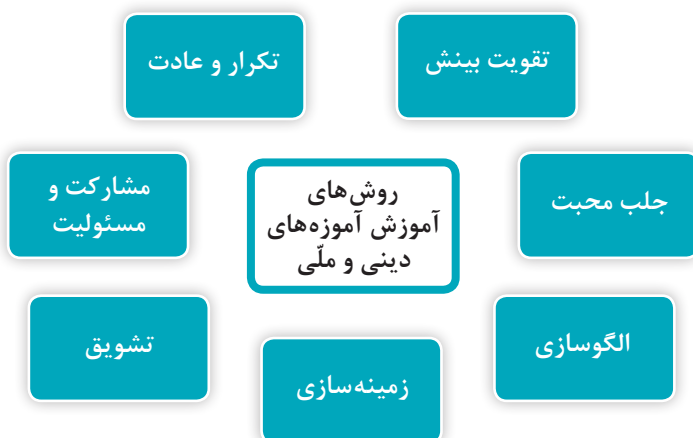 تقویت بینش
تکرار و عادت
جلب محبت
روش‌های
آموزش آموزه‌های
دینی و ملّی
مشارکت و
مسئولیت
الگوسازی
تشویق
زمینه‌سازی